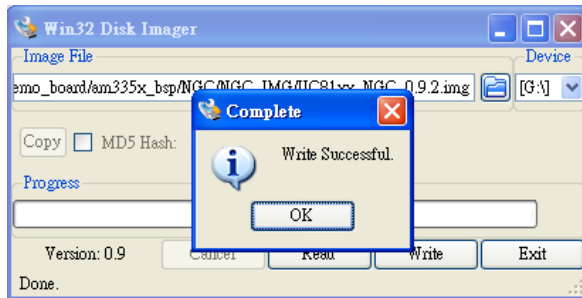 Win32 Disk Imager
Image File
Device
emo_board/am335x_bsp/NGC/NGC_IMG/UC81xx_NGC_0.9.2.img
[G:\]
Complete
Copy
MD5 Hash:
Write Successful.
Progress
OK
Version: 0.9
Cancel
Read
Write
Exit
Done.